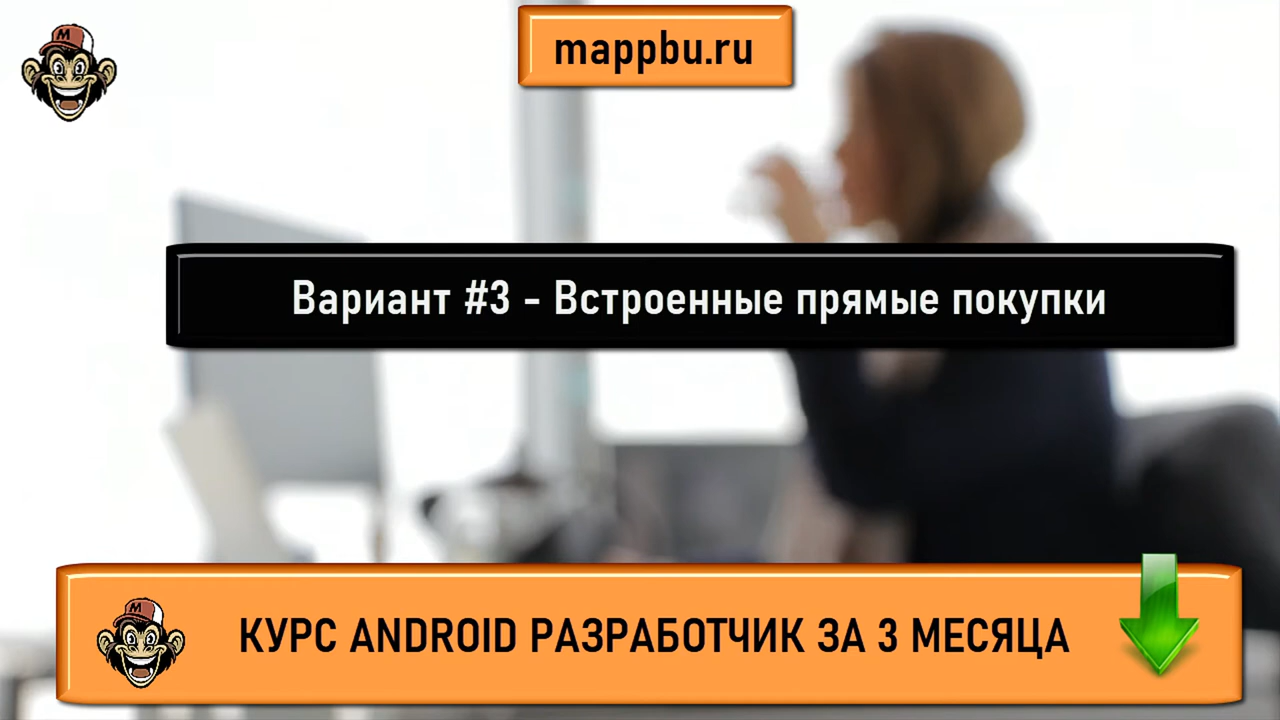 mappbu.ru
Вариант #3 - Встроенные прямые покупки
КУРС ANDROID РАЗРАБОТЧИК ЗА 3 МЕСЯЦА